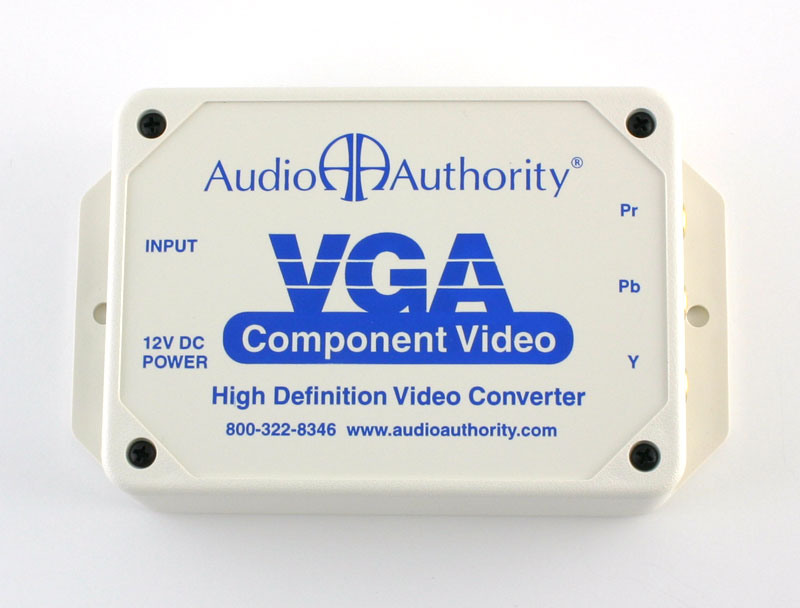 Audio AA Authority®
INPUT
12V DC
POWER
VGA
Component Video
High Definition Video Converter
800-322-8346 www.audioauthority.com
Pr
Pb
Y